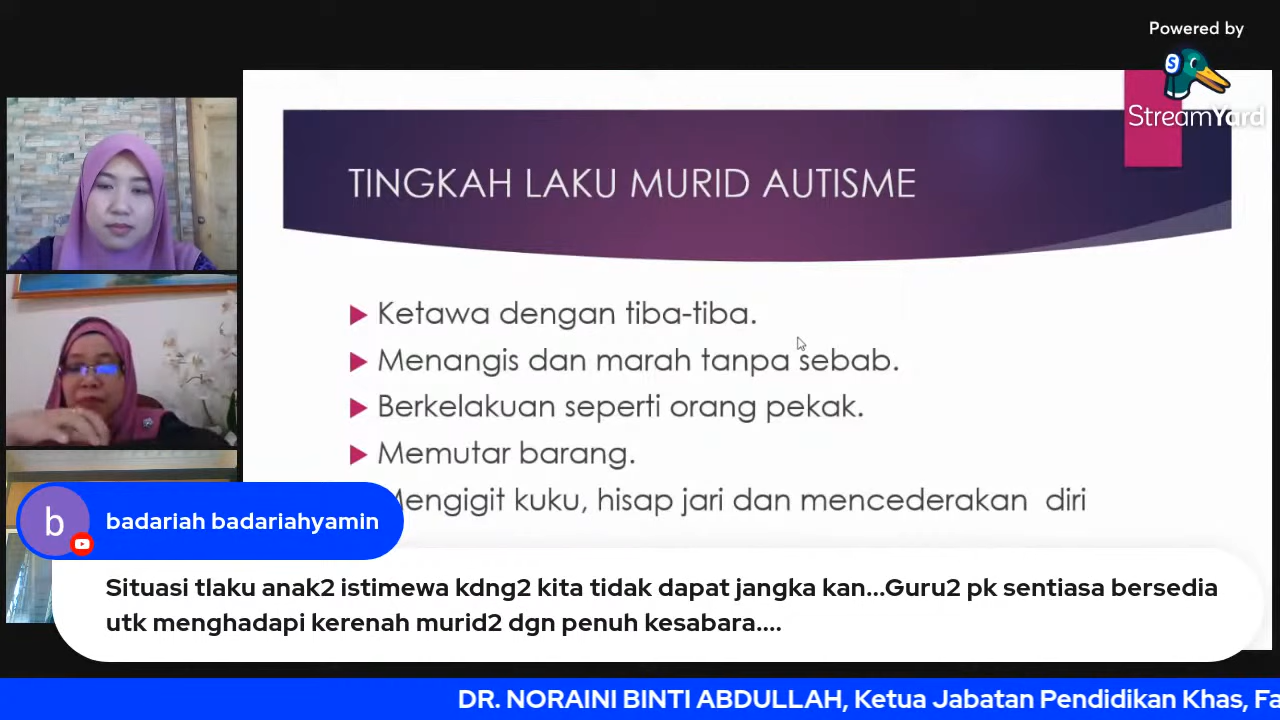 Powered by
StreamYard
TINGKAH LAKU MURID AUTISME
Ketawa dengan tiba-tiba.
Menangis dan marah tanpa sebab.
Berkelakuan seperti orang pekak.
Memutar barang.
Mengigit kuku, hisap jari dan mencederakan diri
b
badariah badariahyamin
Situasi tlaku anak2 istimewa kdng2 kita tidak dapat jangka kan...Guru2 pk sentiasa bersedia
utk menghadapi kerenah murid2 dgn penuh kesabara....
DR. NORAINI BINTI ABDULLAH, Ketua Jabatan Pendidikan Khas, Fa